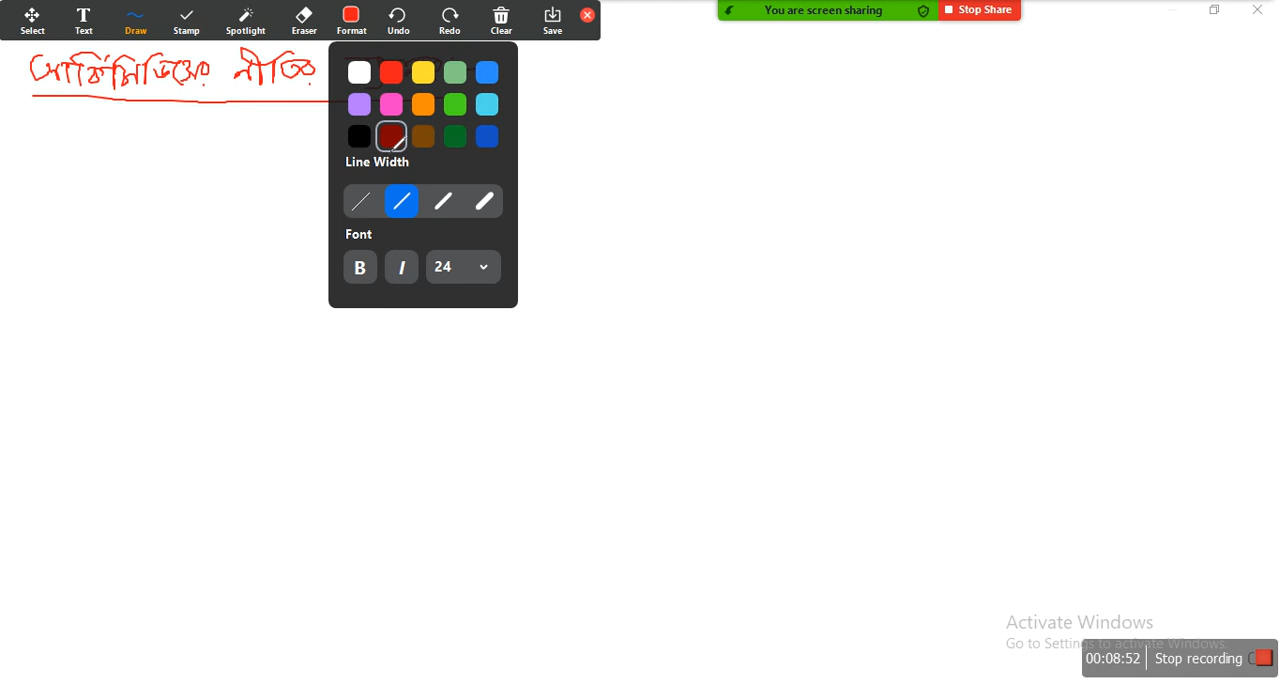 Select Text Draw Stamp Spotlight Eraser Format Undo Redo Clear Save
You are screen sharing Stop Share
নীতি
Line Width
Font
B I 24
Activate Windows
Go to Settings to activate Windows.
00:08:52 Stop recording